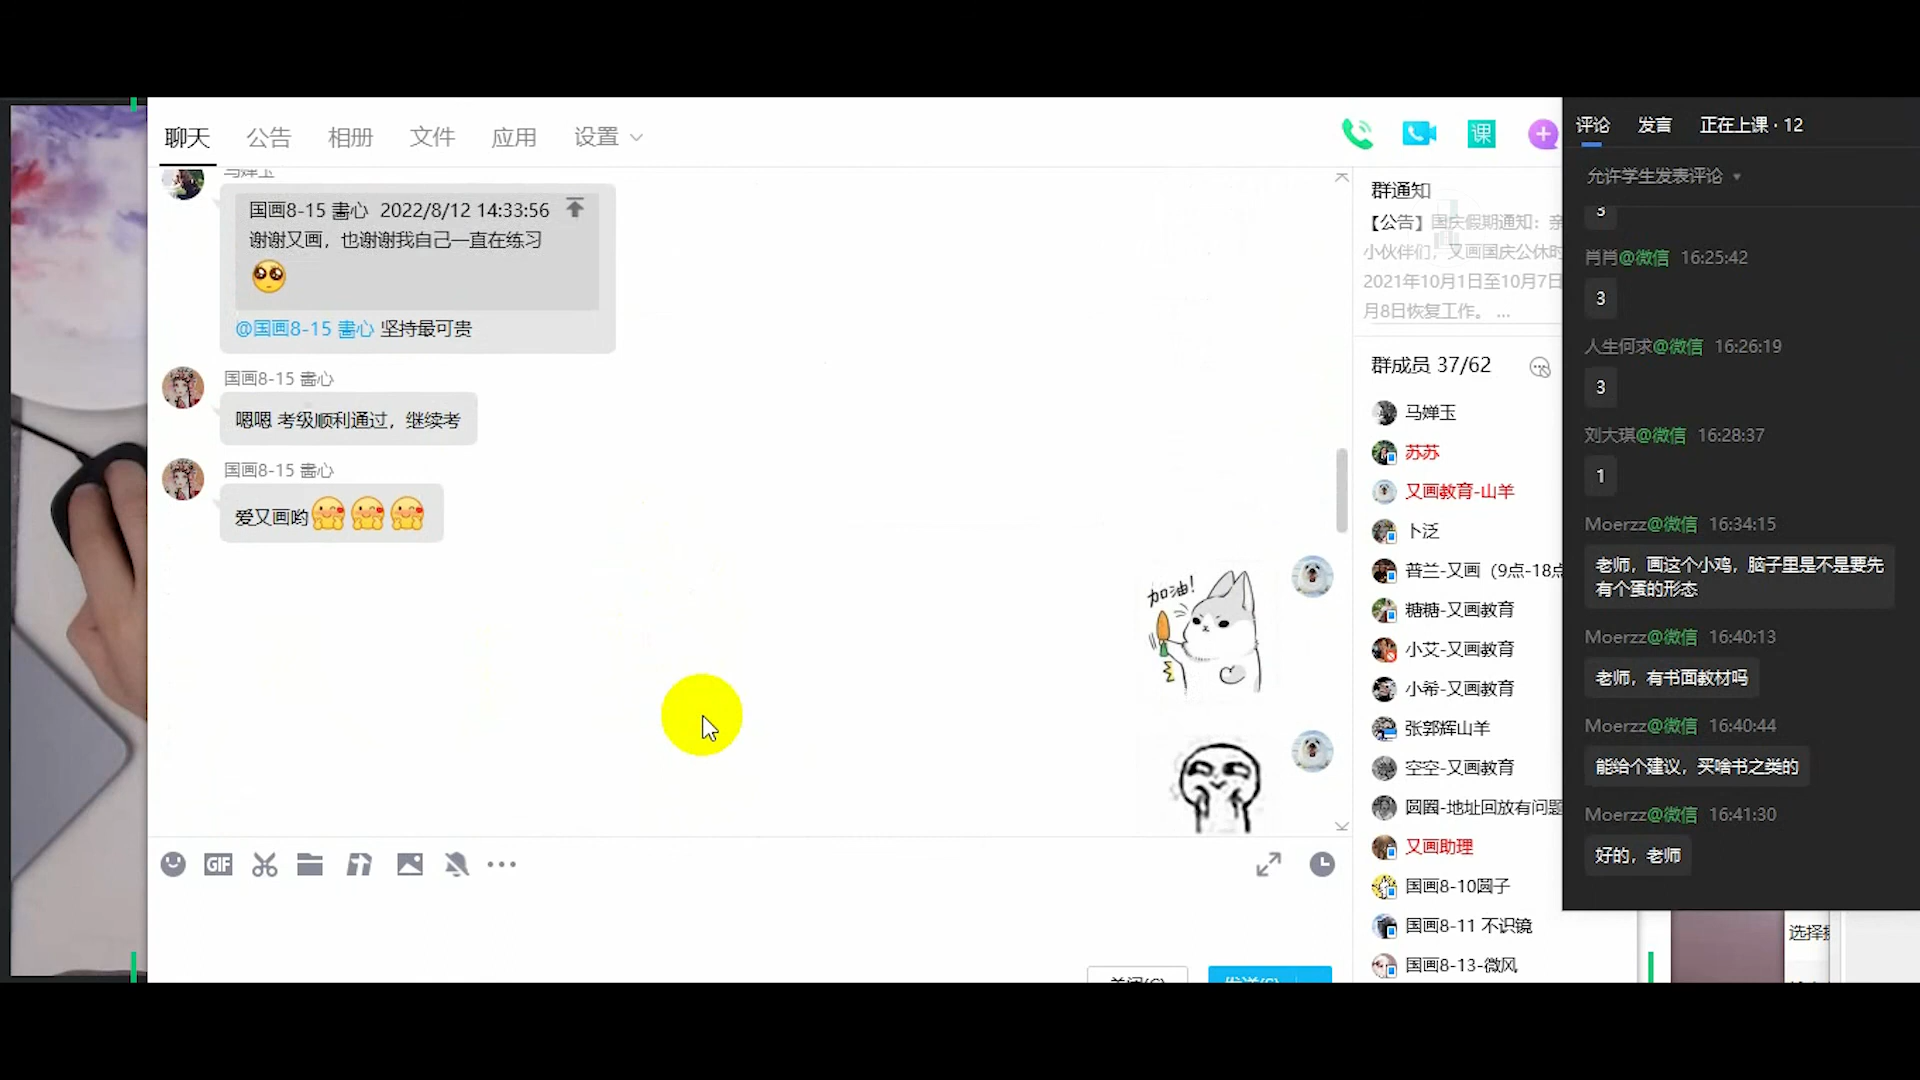 聊天 公告 相册 文件 应用 设置
国画8-15 書心 2022/8/12 14:33:56
谢谢又画，也谢谢我自己一直在练习
@国画8-15 書心 坚持最可贵
国画8-15 書心
嗯嗯 考级顺利通过，继续考
国画8-15 書心
爱又画哟
加油!
GIF
课
群通知
【公告】国庆假期通知：亲
小伙伴们，又画国庆公休时
2021年10月1日至10月7日
月8日恢复工作。 ...
群成员 37/62
马婵玉
苏苏
又画教育-山羊
卜泛
普兰-又画（9点-18点
糖糖-又画教育
小艾-又画教育
小希-又画教育
张郭辉山羊
空空-又画教育
圆圈-地址回放有问题
又画助理
国画8-10圆子
国画8-11 不识镜
国画8-13-微风
评论 发言 正在上课 · 12
允许学生发表评论
3
肖肖@微信 16:25:42
3
人生何求@微信 16:26:19
3
刘大琪@微信 16:28:37
1
Moerzz@微信 16:34:15
老师，画这个小鸡，脑子里是不是要先
有个蛋的形态
Moerzz@微信 16:40:13
老师，有书面教材吗
Moerzz@微信 16:40:44
能给个建议，买啥书之类的
Moerzz@微信 16:41:30
好的，老师
选择